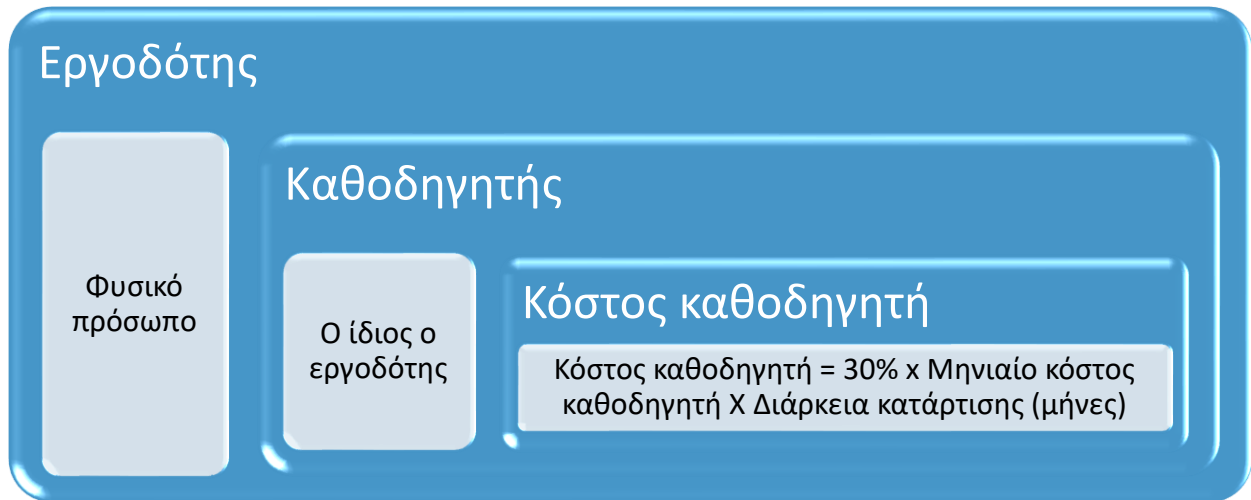 Εργοδότης
Φυσικό
πρόσωπο
Καθοδηγητής
Ο ίδιος ο
εργοδότης
Κόστος καθοδηγητή
Κόστος καθοδηγητή = 30% x Μηνιαίο κόστος
καθοδηγητή Χ Διάρκεια κατάρτισης (μήνες)